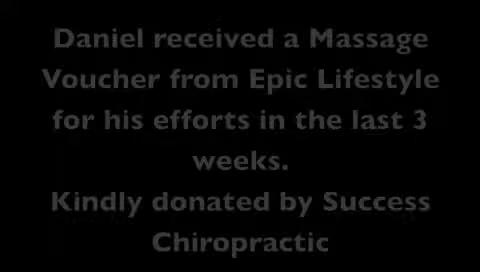 Daniel received a Massage
Voucher from Epic Lifestyle
for his efforts in the last 3
weeks.
Kindly donated by Success
Chiropractic